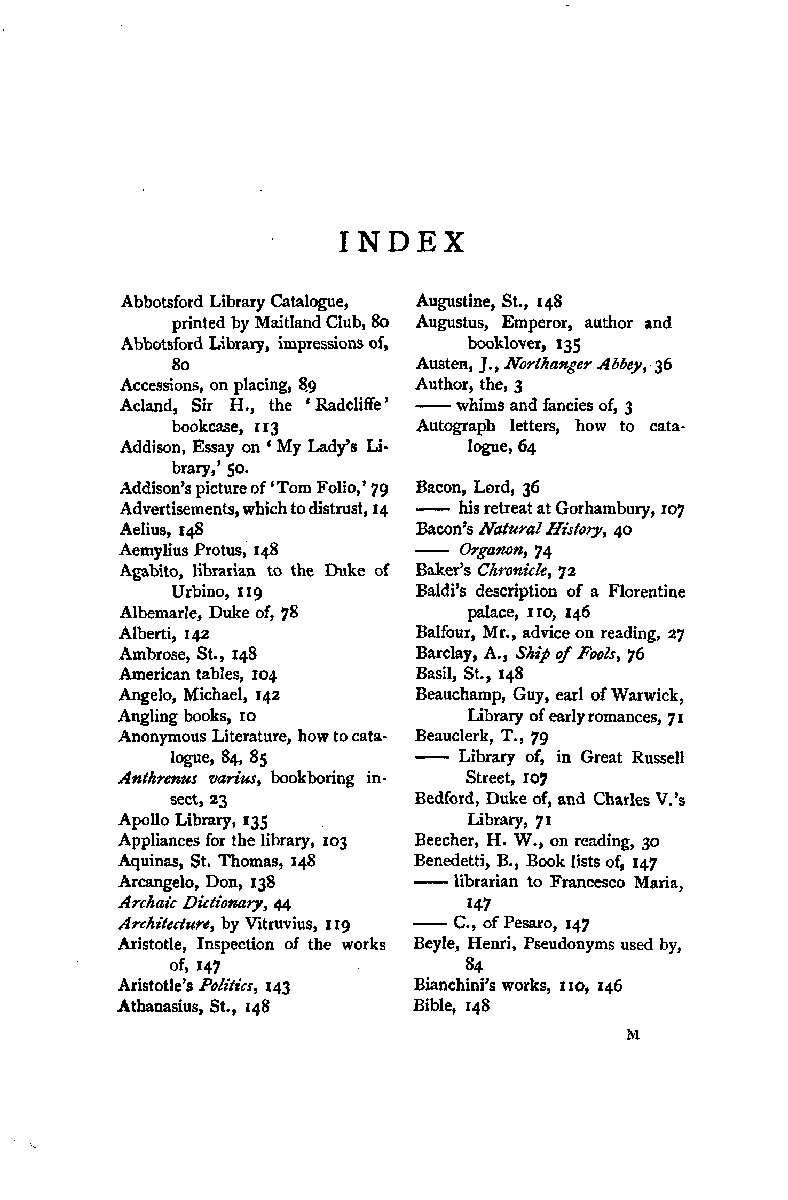 INDEX
Abbotsford Library Catalogue,
printed by Maitland Club, 80
Abbotsford Library, impressions of,
80
Accessions, on placing, 89
Acland, Sir H., the ‘Radcliffe’
bookcase, 113
Addison, Essay on ‘My Lady’s Li-
brary,’ 50.
Addison’s picture of ‘Tom Folio,’ 79
Advertisements, which to distrust, 14
Aelius, 148
Aemylius Protus, 148
Agabito, librarian to the Duke of
Urbino, 119
Albemarle, Duke of, 78
Alberti, 142
Ambrose, St., 148
American tables, 104
Angelo, Michael, 142
Angling books, 10
Anonymous Literature, how to cata-
logue, 84, 85
Anthrenus varius, bookboring in-
sect, 23
Apollo Library, 135
Appliances for the library, 103
Aquinas, St. Thomas, 148
Arcangelo, Don, 138
Archaic Dictionary, 44
Architecture, by Vitruvius, 119
Aristotle, Inspection of the works
of, 147
Aristotle’s Politics, 143
Athanasius, St., 148
Augustine, St., 148
Augustus, Emperor, author and
booklover, 135
Austen, J., Northanger Abbey, 36
Author, the, 3
—— whims and fancies of, 3
Autograph letters, how to cata-
logue, 64
Bacon, Lord, 36
—— his retreat at Gorhambury, 107
Bacon’s Natural History, 40
—— Organon, 74
Baker’s Chronicle, 72
Baldi’s description of a Florentine
palace, 110, 146
Balfour, Mr., advice on reading, 27
Barclay, A., Ship of Fools, 76
Basil, St., 148
Beauchamp, Guy, earl of Warwick,
Library of early romances, 71
Beauclerk, T., 79
—— Library of, in Great Russell
Street, 107
Bedford, Duke of, and Charles V.’s
Library, 71
Beecher, H. W., on reading, 30
Benedetti, B., Book lists of, 147
—— librarian to Francesco Maria,
147
—— C., of Pesaro, 147
Beyle, Henri, Pseudonyms used by,
84
Bianchini’s works, 110, 146
Bible, 148
M